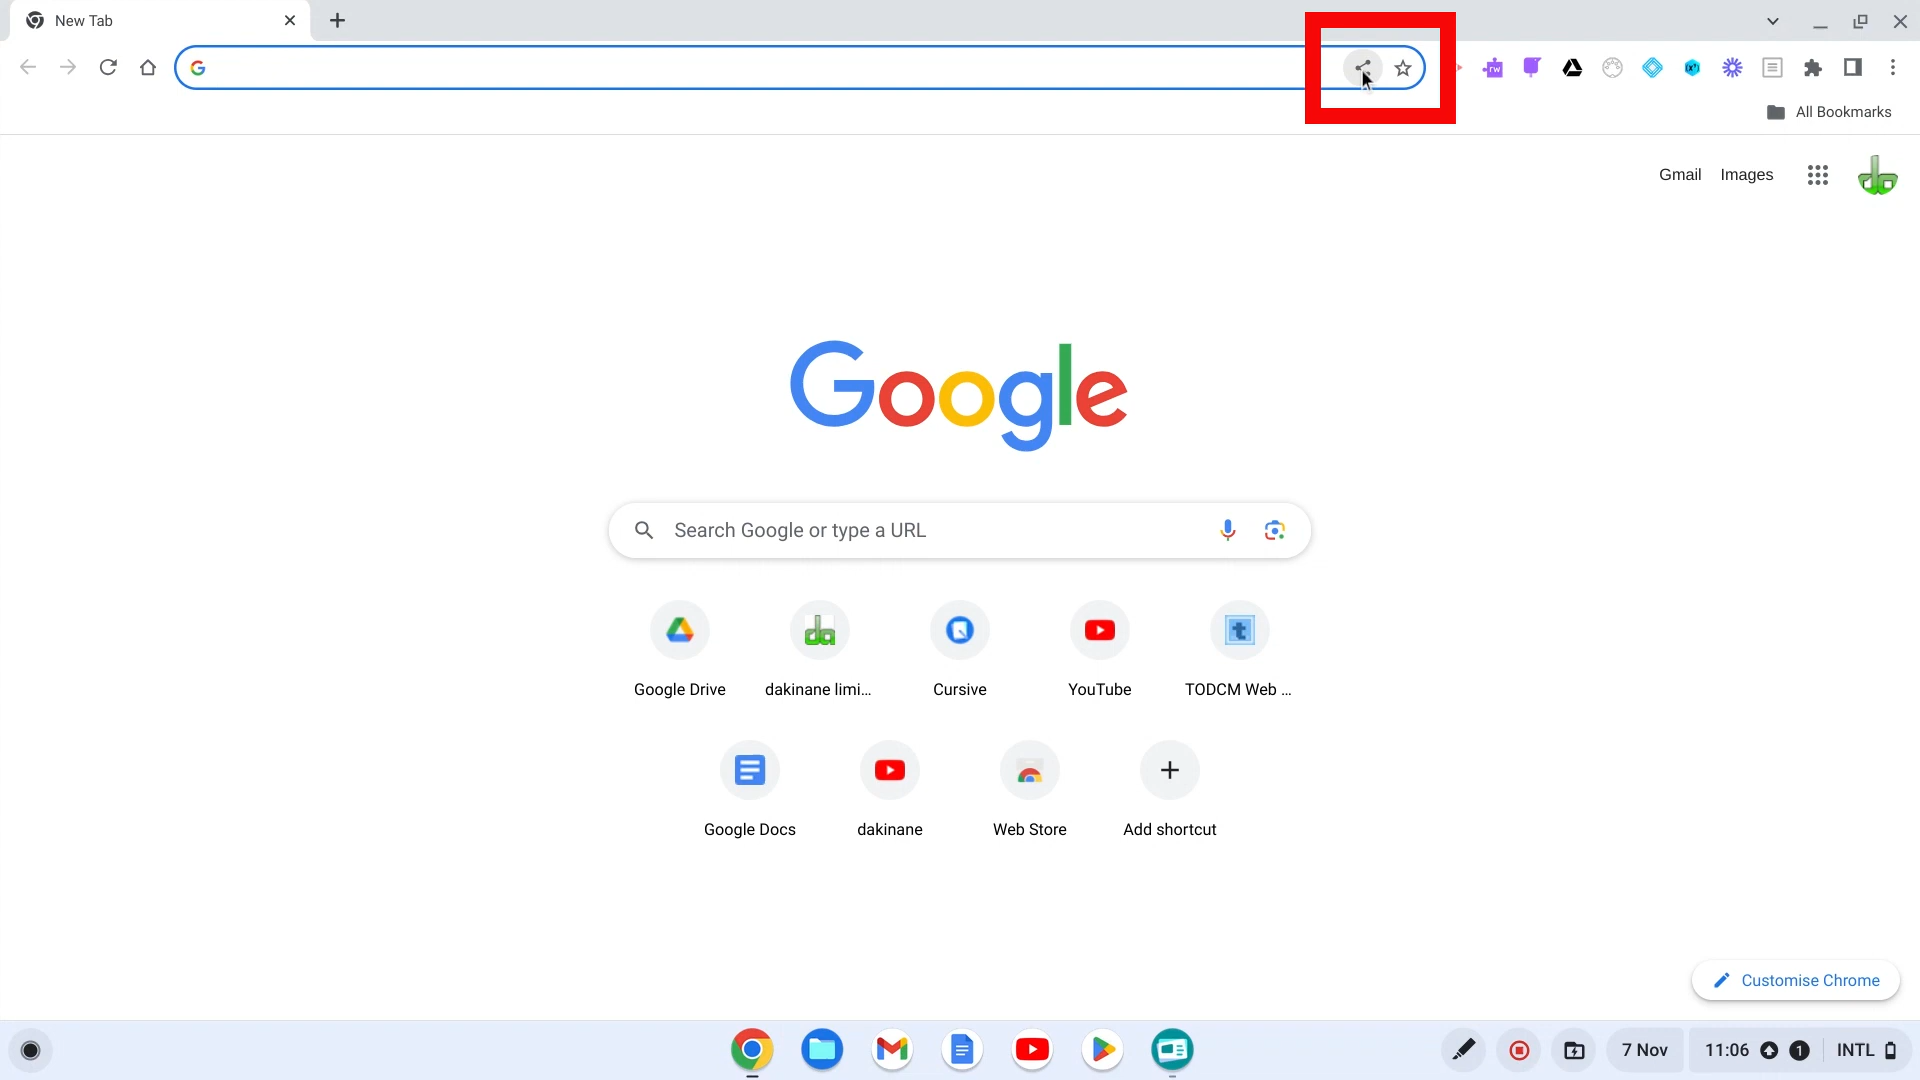 New Tab
All Bookmarks
Gmail Images
Google
Search Google or type a URL
Google Drive dakinane limi... Cursive YouTube TODCM Web ...
Google Docs dakinane Web Store Add shortcut
Customise Chrome
7 Nov 11:06 1 INTL